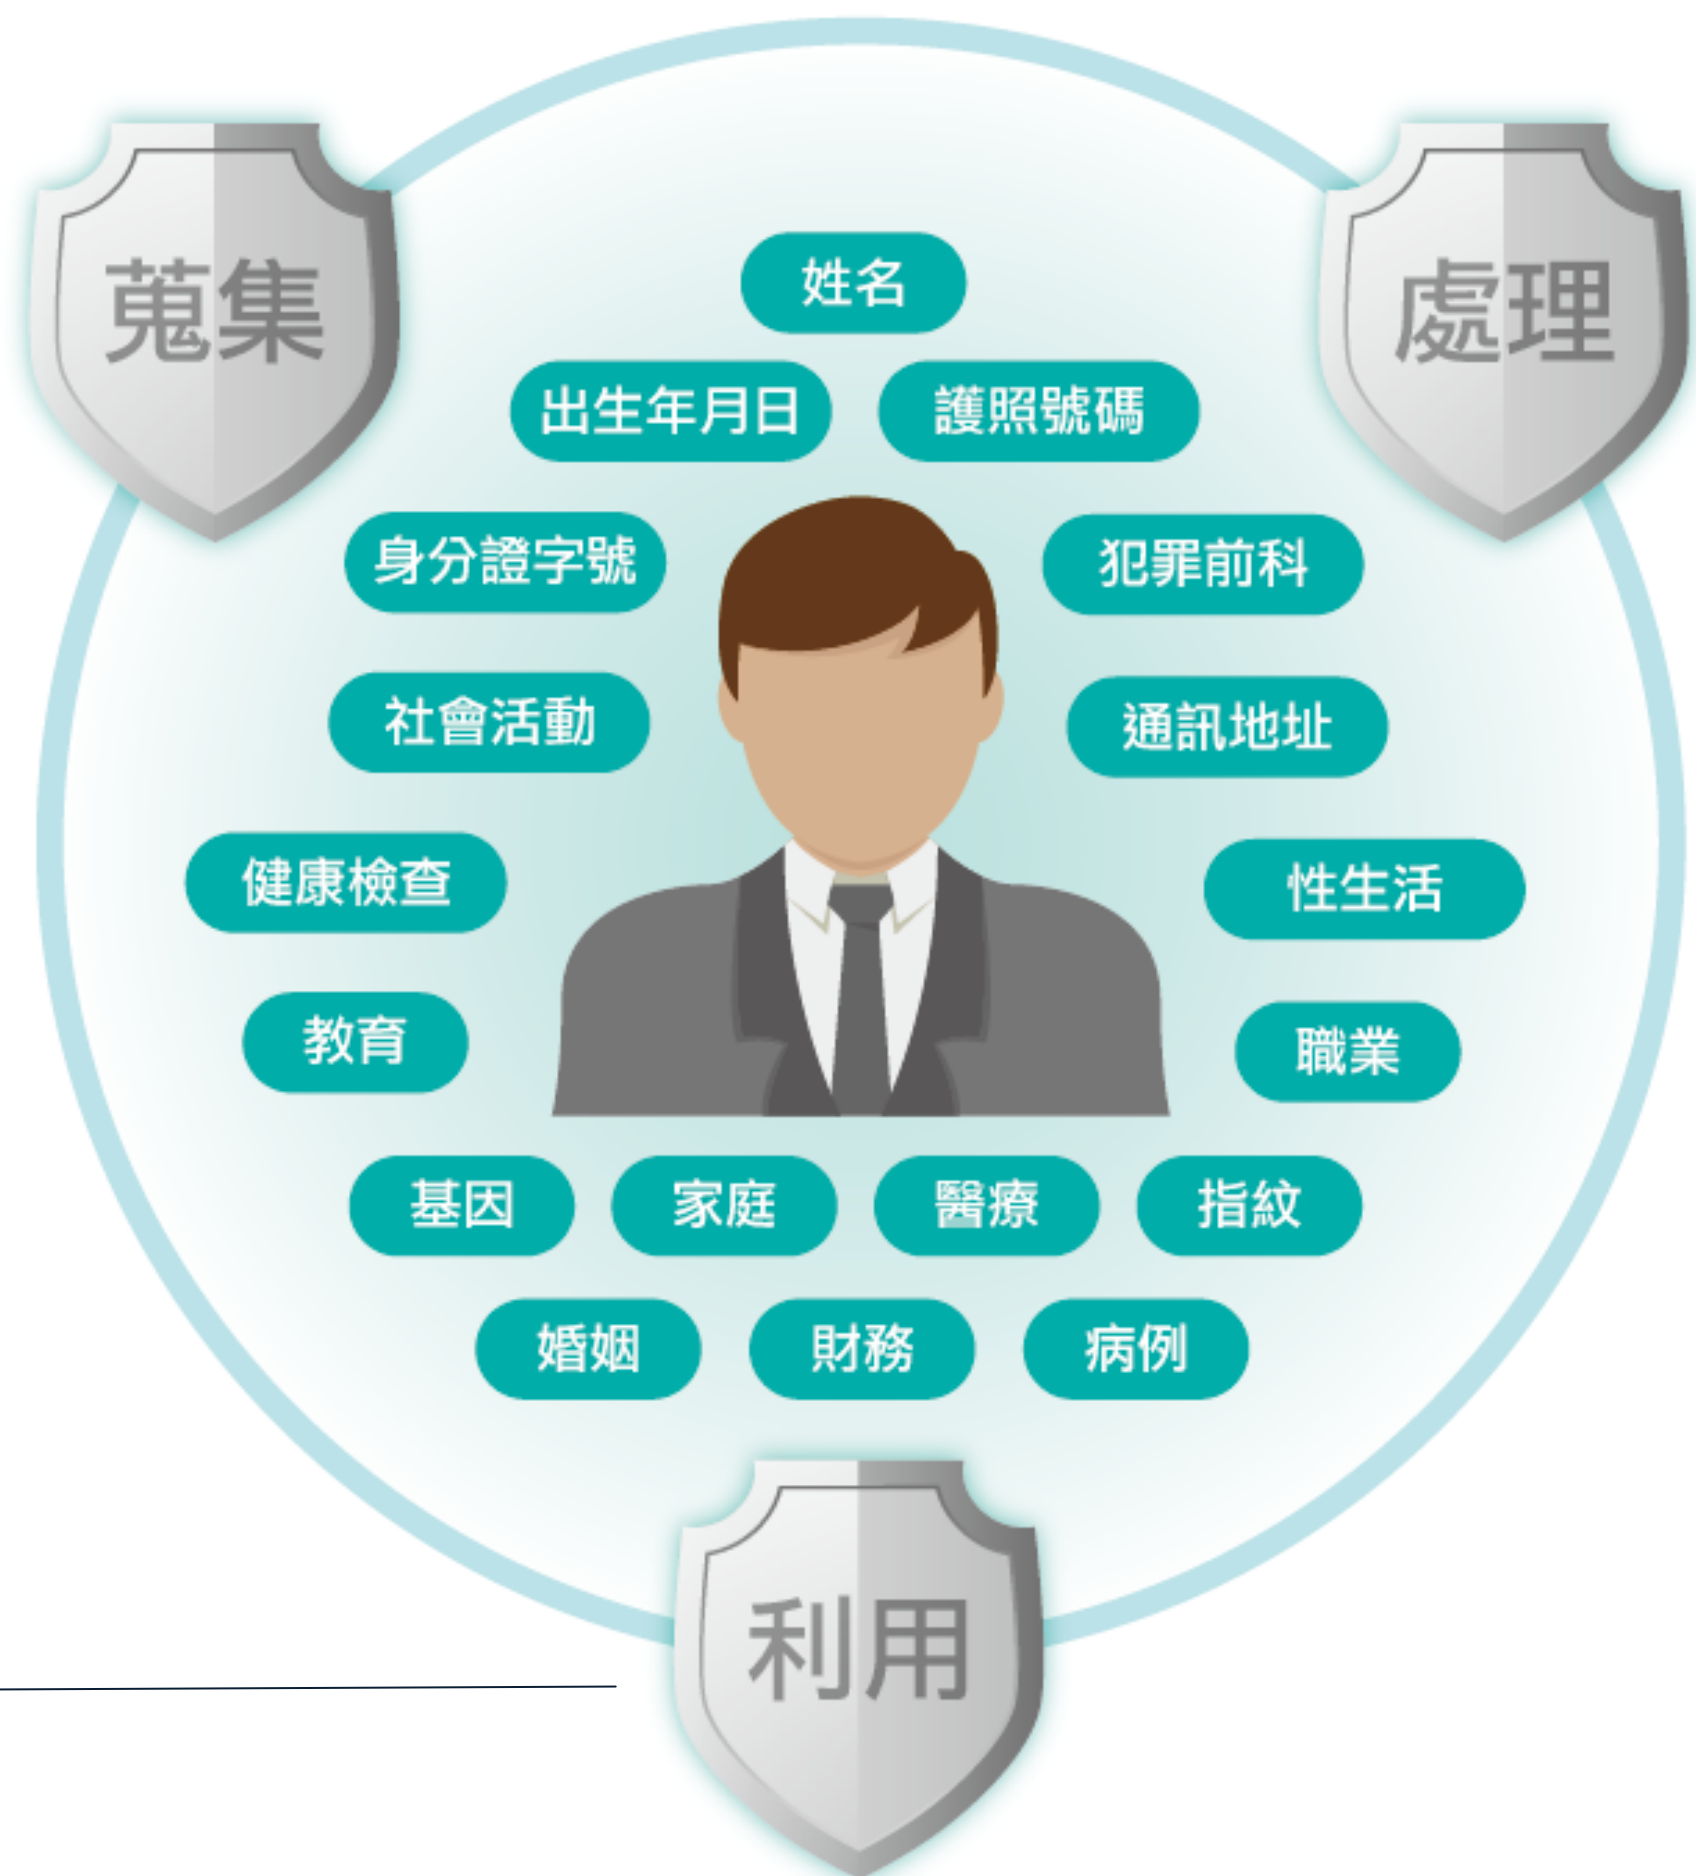 蒐集
處理
姓名
出生年月日
護照號碼
身分證字號
犯罪前科
社會活動
通訊地址
健康檢查
性生活
教育
職業
基因
家庭
醫療
指紋
婚姻
財務
病例
利用